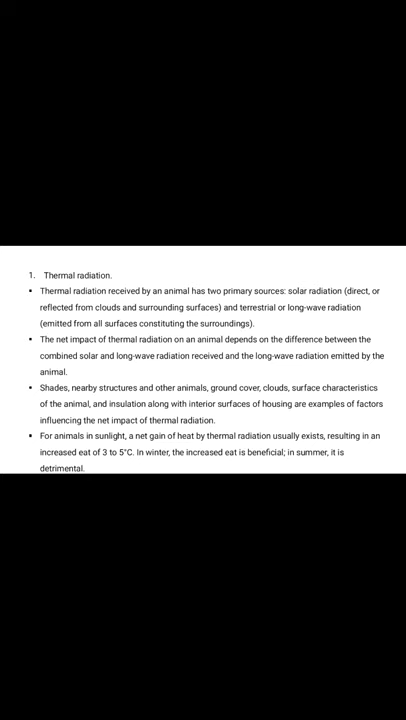 1. Thermal radiation.
▪ Thermal radiation received by an animal has two primary sources: solar radiation (direct, or
reflected from clouds and surrounding surfaces) and terrestrial or long-wave radiation
(emitted from all surfaces constituting the surroundings).
▪ The net impact of thermal radiation on an animal depends on the difference between the
combined solar and long-wave radiation received and the long-wave radiation emitted by the
animal.
▪ Shades, nearby structures and other animals, ground cover, clouds, surface characteristics
of the animal, and insulation along with interior surfaces of housing are examples of factors
influencing the net impact of thermal radiation.
▪ For animals in sunlight, a net gain of heat by thermal radiation usually exists, resulting in an
increased eat of 3 to 5°C. In winter, the increased eat is beneficial; in summer, it is
detrimental.